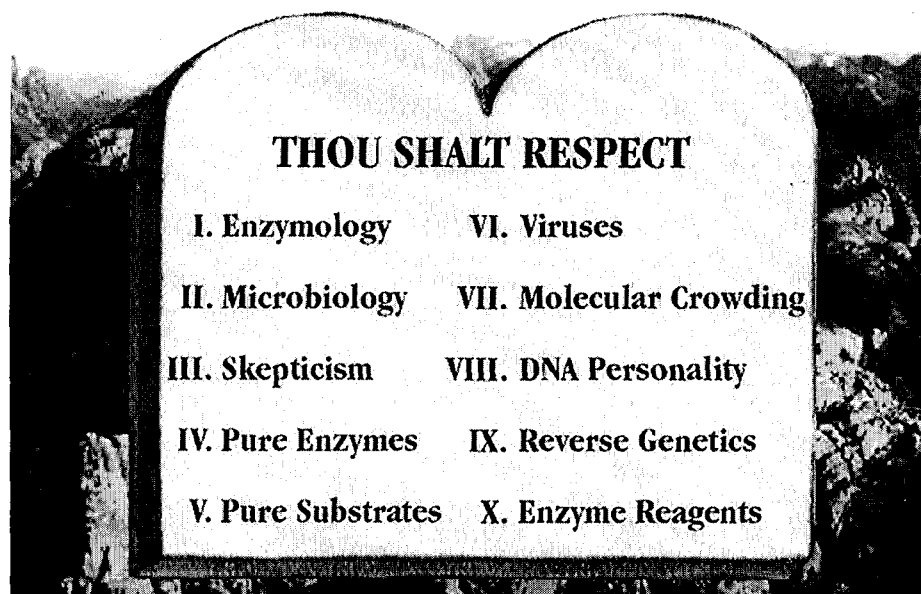 THOU SHALT RESPECT
I. Enzymology
II. Microbiology
III. Skepticism
IV. Pure Enzymes
V. Pure Substrates
VI. Viruses
VII. Molecular Crowding
VIII. DNA Personality
IX. Reverse Genetics
X. Enzyme Reagents